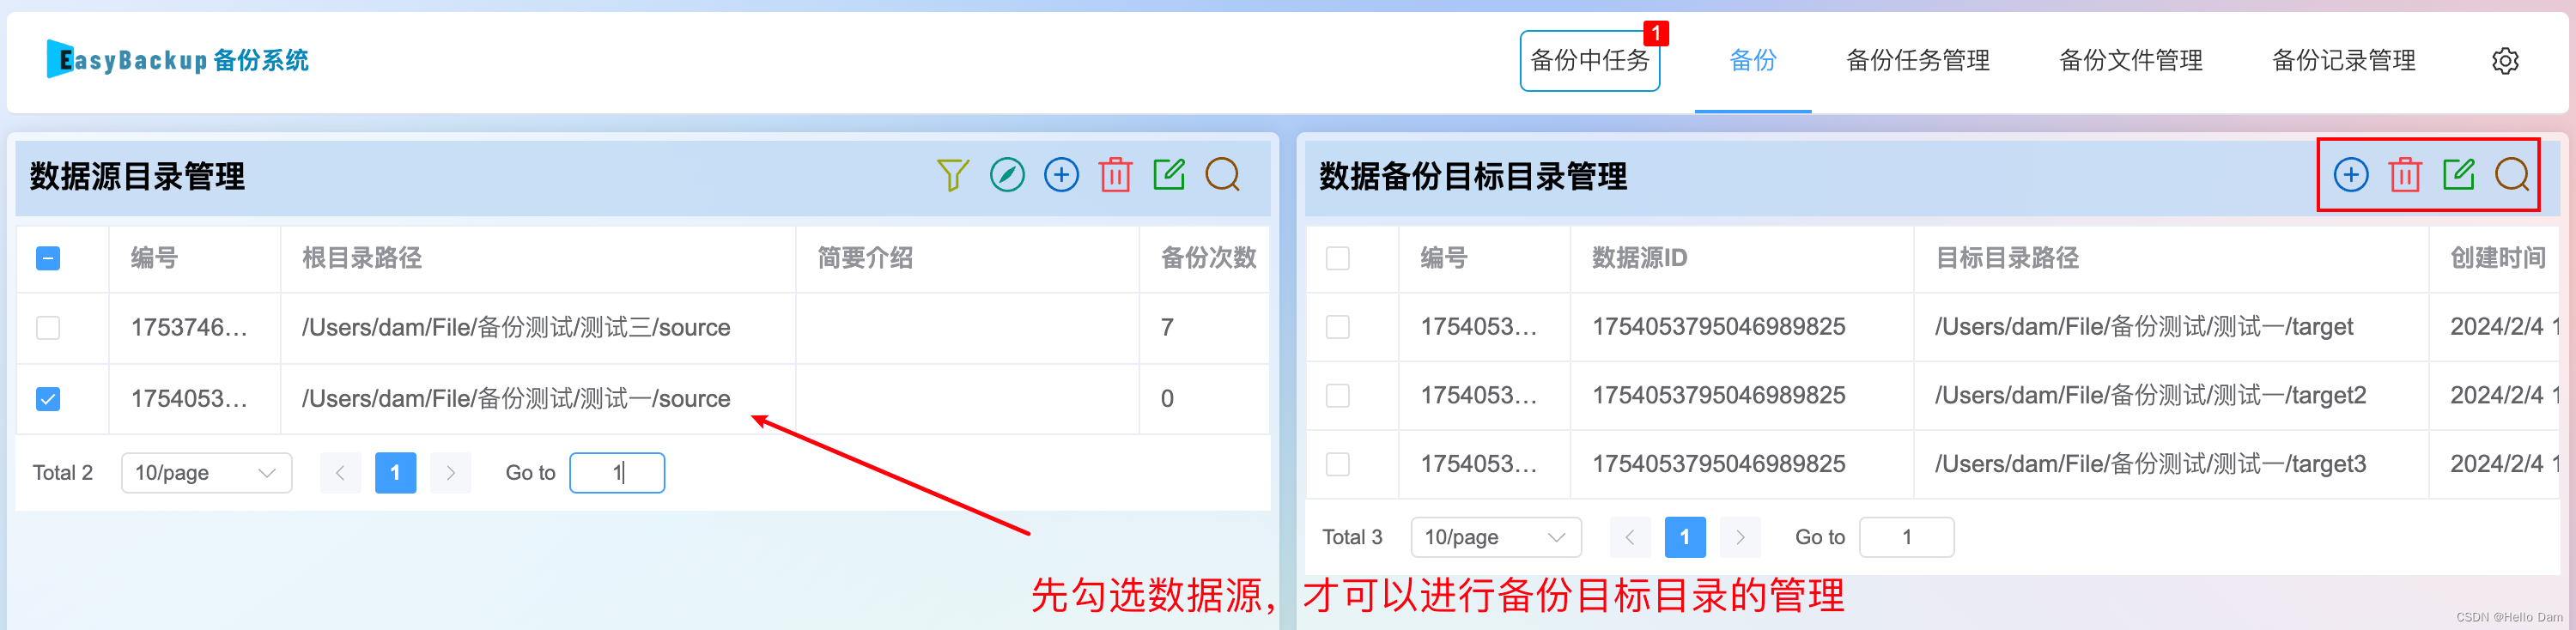 EasyBackup 备份系统
备份中任务 1 备份 备份任务管理 备份文件管理 备份记录管理
数据源目录管理
编号 根目录路径 简要介绍 备份次数
1753746... /Users/dam/File/备份测试/测试三/source 7
1754053... /Users/dam/File/备份测试/测试一/source 0
Total 2 10/page 1 Go to 1
数据备份目标目录管理
编号 数据源ID 目标目录路径 创建时间
1754053... 1754053795046989825 /Users/dam/File/备份测试/测试一/target 2024/2/4 1
1754053... 1754053795046989825 /Users/dam/File/备份测试/测试一/target2 2024/2/4 1
1754053... 1754053795046989825 /Users/dam/File/备份测试/测试一/target3 2024/2/4 1
Total 3 10/page 1 Go to 1
先勾选数据源，才可以进行备份目标目录的管理
CSDN @Hello Dam